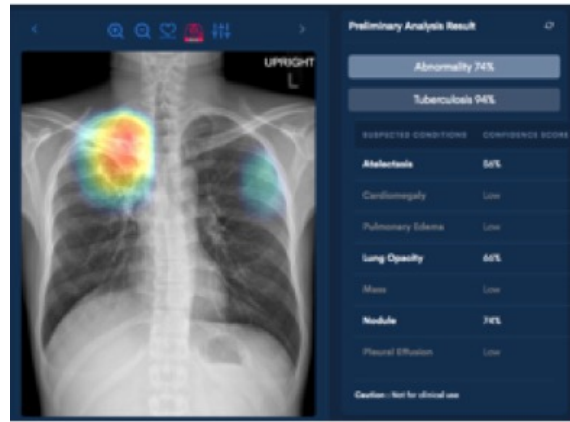 UPRIGHT
L
Preliminary Analysis Result
Abnormality 74%
Tuberculosis 94%
SUSPECTED CONDITIONS CONFIDENCE SCORE
Atelectasis 56%
Cardiomegaly Low
Pulmonary Edema Low
Lung Opacity 66%
Mass Low
Nodule 74%
Pleural Effusion Low
Caution : Not for clinical use